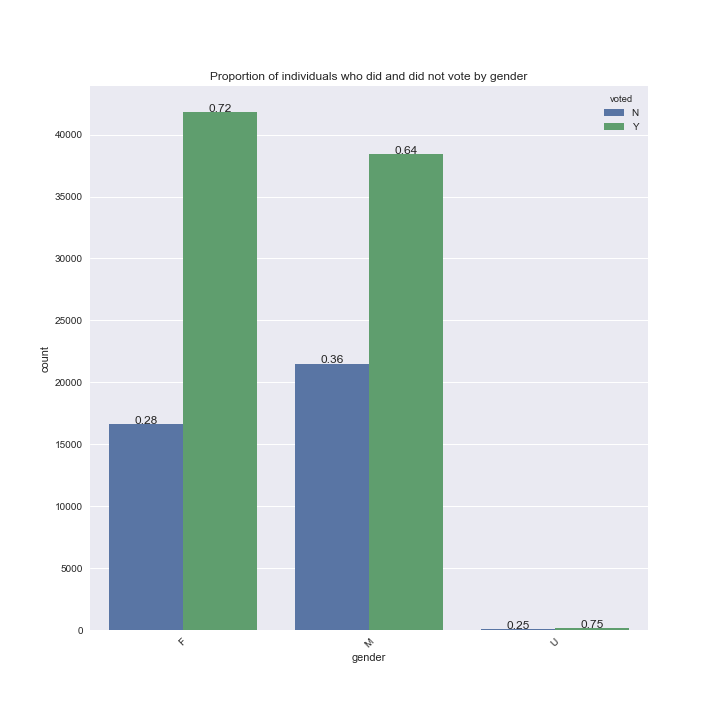 Proportion of individuals who did and did not vote by gender
voted
N
Y
0.72
0.64
0.36
0.28
0.25
0.75
40000
35000
30000
25000
20000
15000
10000
5000
0
count
F
M
U
gender